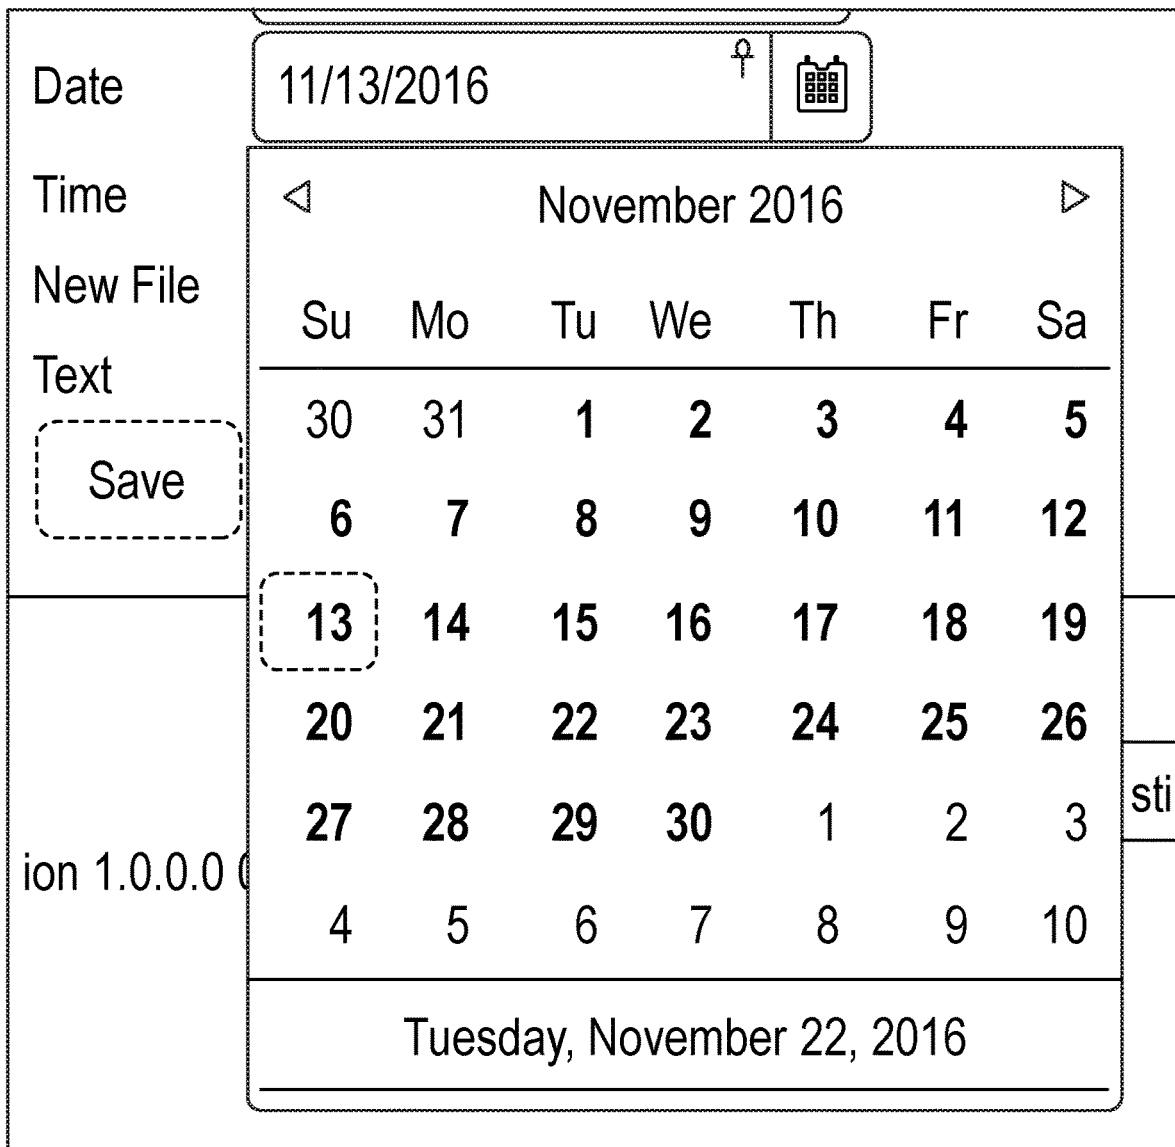 Date 11/13/2016
Time
New File
Text
Save
November 2016
Su Mo Tu We Th Fr Sa
30 31 1 2 3 4 5
6 7 8 9 10 11 12
13 14 15 16 17 18 19
20 21 22 23 24 25 26
27 28 29 30 1 2 3
4 5 6 7 8 9 10
Tuesday, November 22, 2016
ion 1.0.0.0
sti